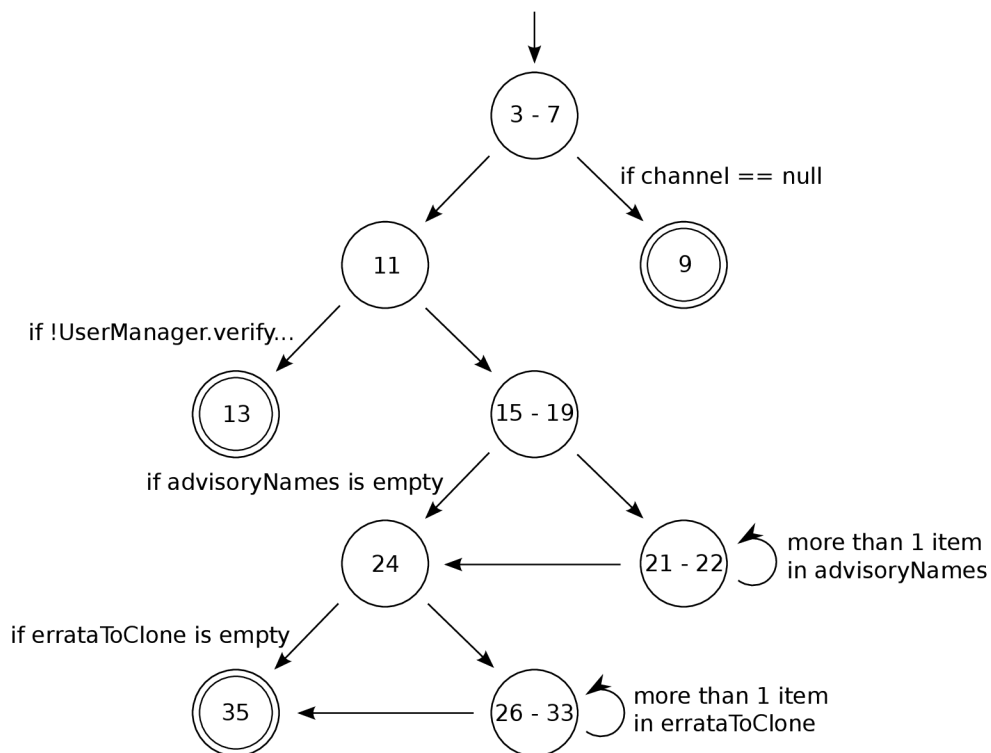 3 - 7
if channel == null
11
9
if !UserManager.verify...
13
15 - 19
if advisoryNames is empty
24
21 - 22
more than 1 item
in advisoryNames
if errataToClone is empty
35
26 - 33
more than 1 item
in errataToClone